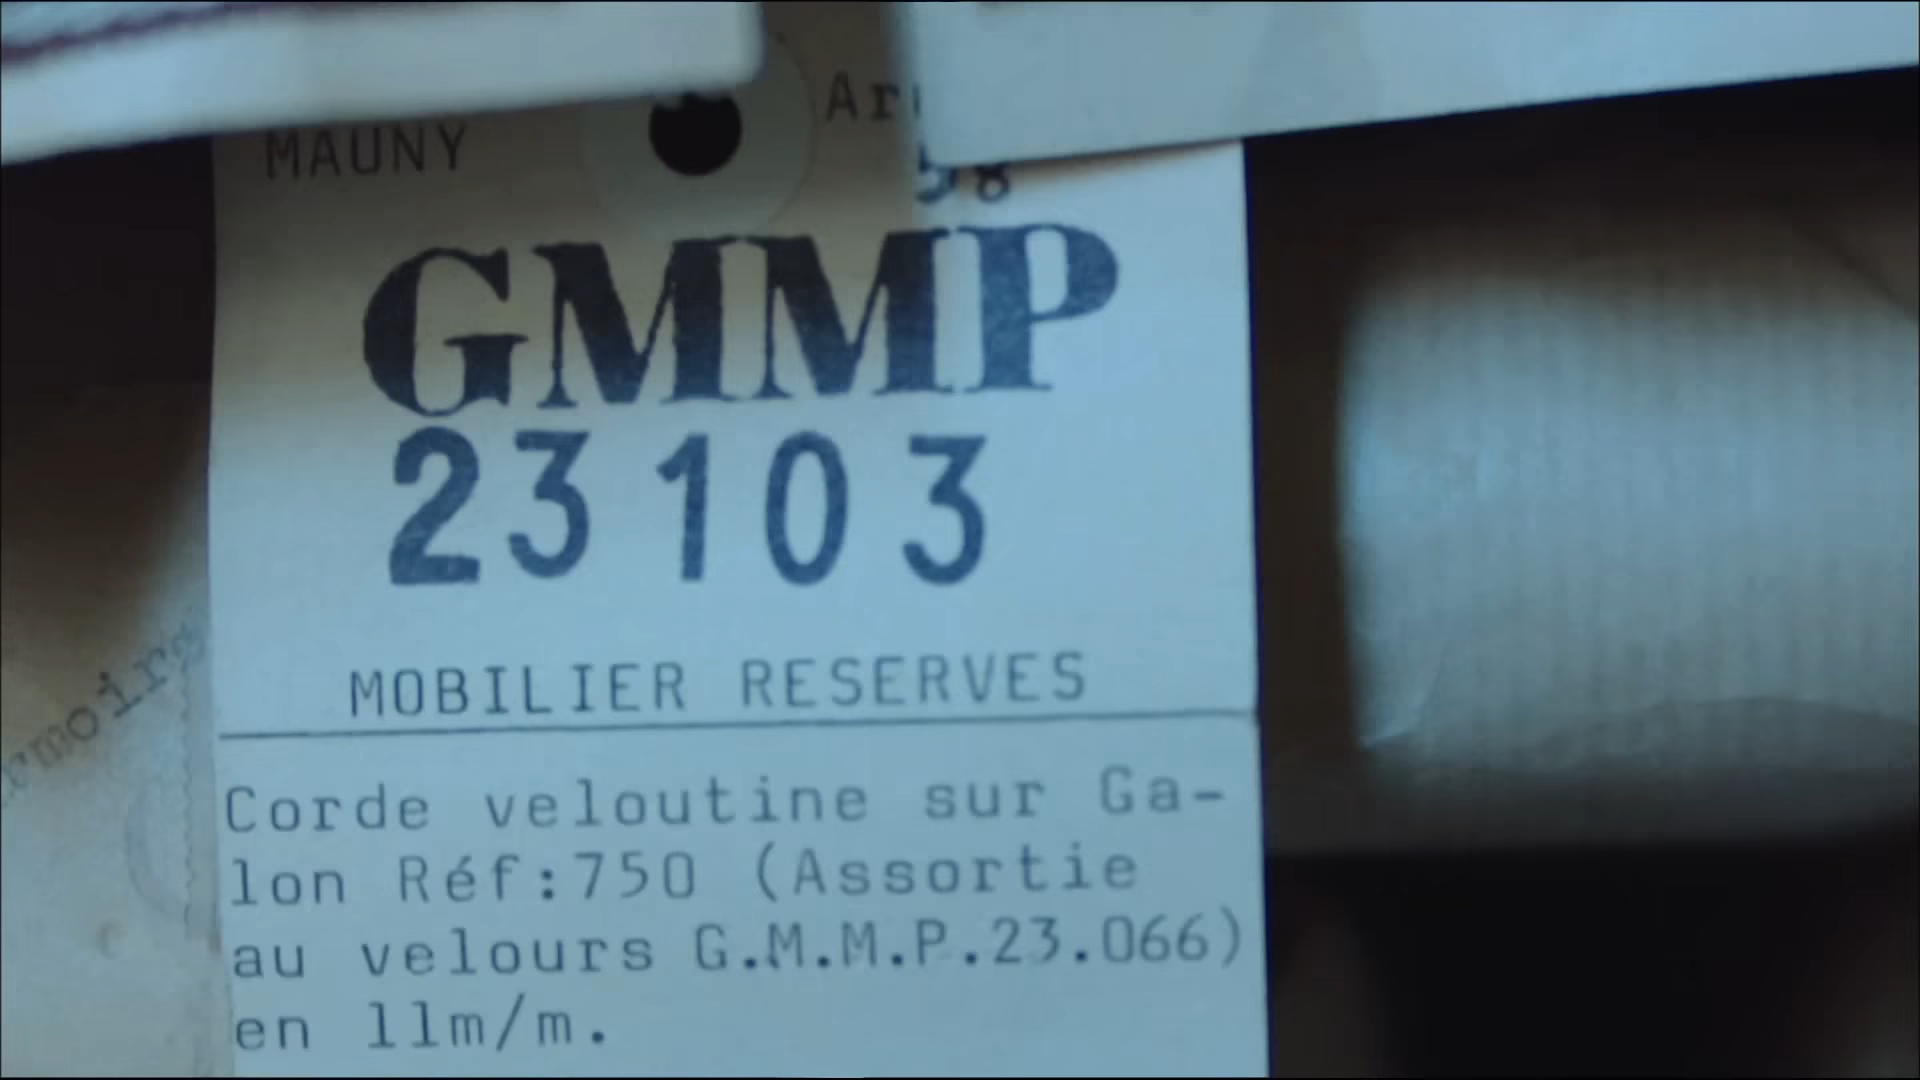 MAUNY
58
GMMP
23103
MOBILIER RESERVES
Corde veloutine sur Ga-
lon Réf:750 (Assortie
au velours G.M.M.P.23.066)
en 11m/m.